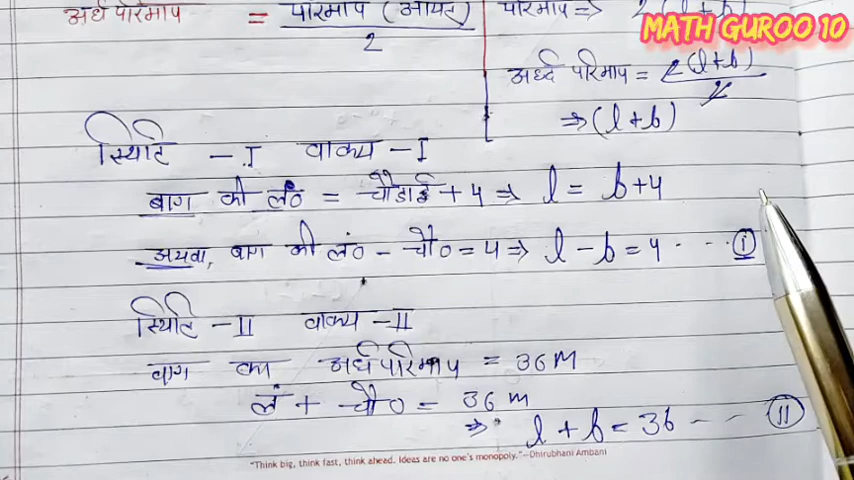 अर्ध परिमाप = परिमाप (आयत) / 2
परिमाप => 2(l+b)
MATH GUROO 10
अर्ध्द परिमाप = 2(l+b) / 2
=> (l+b)
स्थिति - I वाक्य - I
बाग की लं० = चौडाई + 4 => l = b+4
अथवा, बाग की लं० - चौ० = 4 => l - b = 4 - - - (i)
स्थिति - II वाक्य - II
बाग का अर्धपरिमाप = 36 M
लं + चौ० = 36 m
=> l + b = 36 - - (II)
"Think big, think fast, think ahead. Ideas are no one's monopoly."–Dhirubhani Ambani